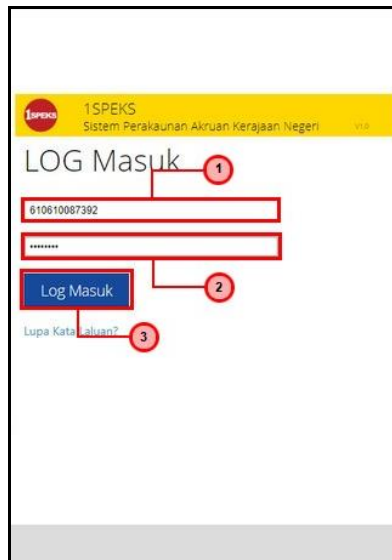 1SPEKS
1SPEKS
Sistem Perakaunan Akruan Kerajaan Negeri V1.0
LOG Masuk
1
610610087392
••••••••
2
Log Masuk
Lupa Kata Laluan?
3